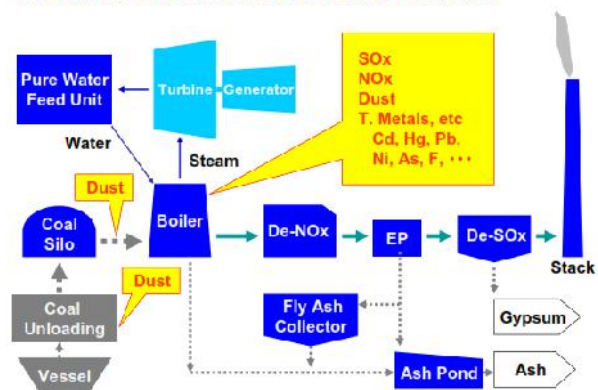 SOx
NOx
Dust
T. Metals, etc
Cd, Hg, Pb,
Ni, As, F, ···
Pure Water
Feed Unit
Turbine
Generator
Water
Steam
Dust
Coal
Silo
Boiler
De-NOx
EP
De-SOx
Stack
Dust
Coal
Unloading
Fly Ash
Collector
Gypsum
Vessel
Ash Pond
Ash